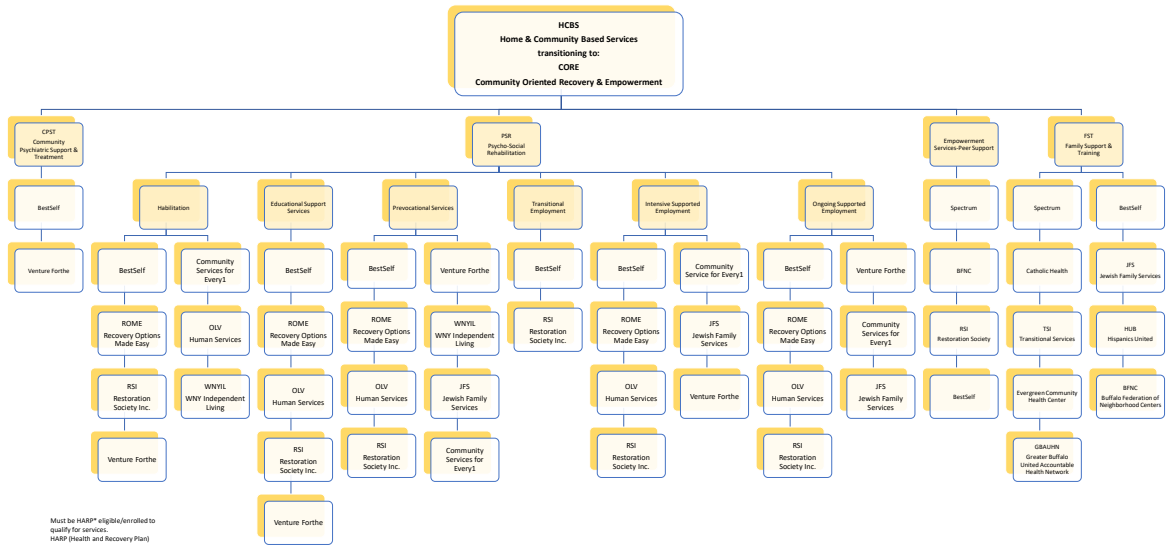 HCBS
Home & Community Based Services
transitioning to:
CORE
Community Oriented Recovery & Empowerment
CPST
Community
Psychiatric Support &
Treatment
BestSelf
Venture Forthe
PSR
Psycho-Social
Rehabilitation
Habilitation
BestSelf
ROME
Recovery Options
Made Easy
RSI
Restoration
Society Inc.
Venture Forthe
Community
Services for
Every1
OLV
Human Services
WNYIL
WNY Independent
Living
Educational Support
Services
BestSelf
ROME
Recovery Options
Made Easy
OLV
Human Services
RSI
Restoration
Society Inc.
Venture Forthe
Prevocational Services
BestSelf
ROME
Recovery Options
Made Easy
OLV
Human Services
RSI
Restoration
Society Inc.
Venture Forthe
WNYIL
WNY Independent
Living
JFS
Jewish Family
Services
Community
Services for
Every1
Transitional
Employment
BestSelf
RSI
Restoration
Society Inc.
Intensive Supported
Employment
BestSelf
ROME
Recovery Options
Made Easy
OLV
Human Services
RSI
Restoration
Society Inc.
Community
Service for Every1
JFS
Jewish Family
Services
Venture Forthe
Ongoing Supported
Employment
BestSelf
ROME
Recovery Options
Made Easy
OLV
Human Services
RSI
Restoration
Society Inc.
Venture Forthe
Community
Services for
Every1
JFS
Jewish Family
Services
Empowerment
Services-Peer Support
Spectrum
BFNC
RSI
Restoration Society
BestSelf
FST
Family Support &
Training
Spectrum
Catholic Health
TSI
Transitional Services
Evergreen Community
Health Center
GBAUHN
Greater Buffalo
United Accountable
Health Network
BestSelf
JFS
Jewish Family Services
HUB
Hispanics United
BFNC
Buffalo Federation of
Neighborhood Centers
Must be HARP* eligible/enrolled to
qualify for services.
HARP (Health and Recovery Plan)